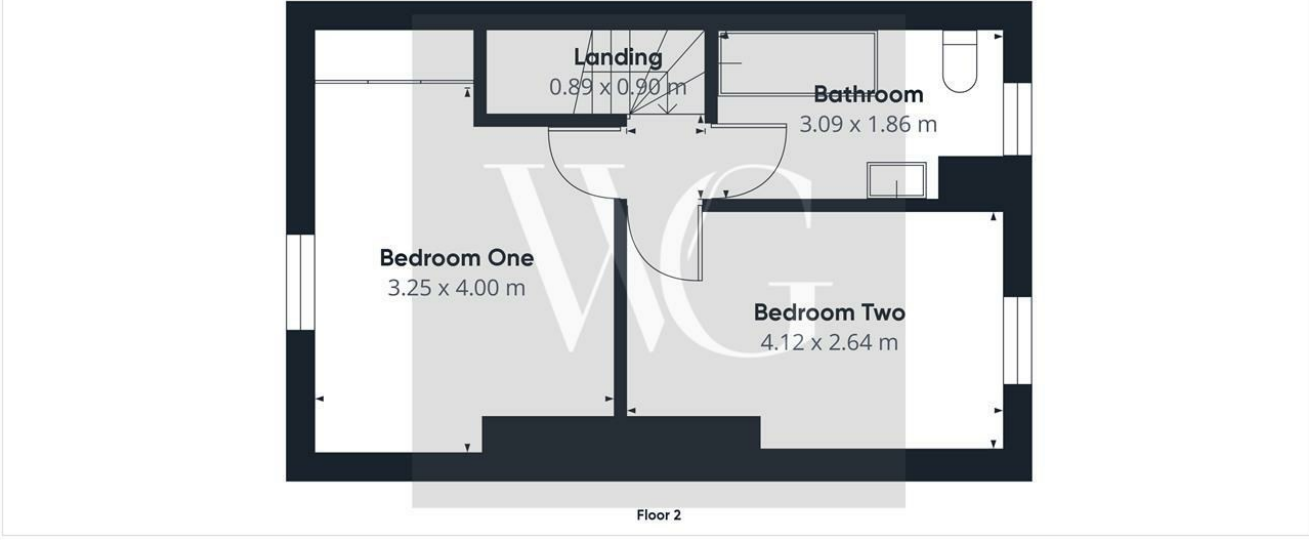 Landing
0.89 x 0.90 m
Bathroom
3.09 x 1.86 m
Bedroom One
3.25 x 4.00 m
Bedroom Two
4.12 x 2.64 m
WG
Floor 2